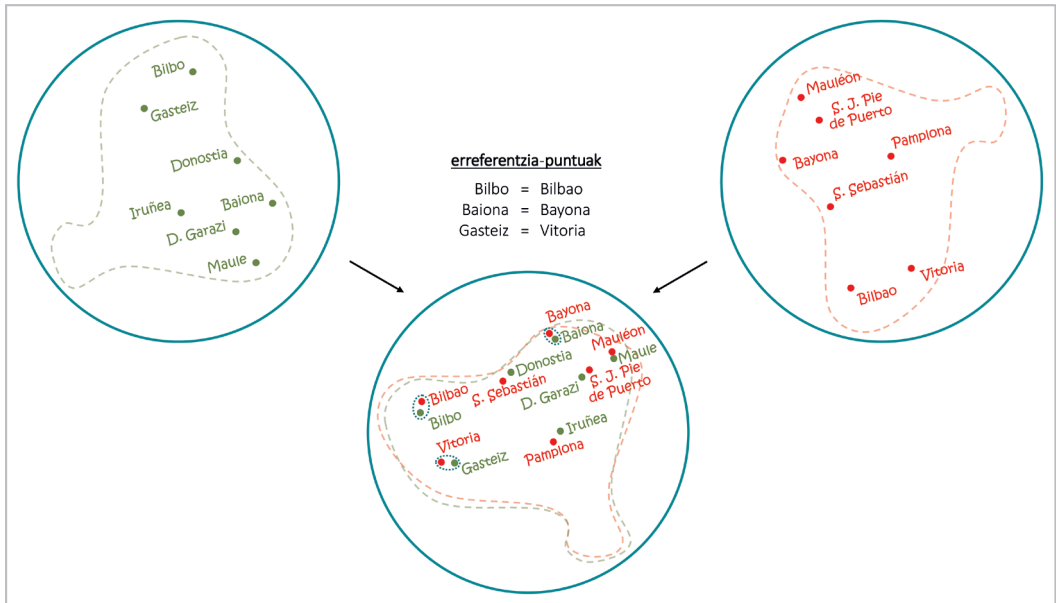 Bilbo
Gasteiz
Donostia
Iruñea
Baiona
D. Garazi
Maule
erreferentzia-puntuak
Bilbo = Bilbao
Baiona = Bayona
Gasteiz = Vitoria
Mauléon
S. J. Pie
de Puerto
Pamplona
Bayona
S. Sebastián
Vitoria
Bilbao
Bayona
Baiona
Mauléon
Maule
Donostia
S. Sebastián
D. Garazi
S. J. Pie
de Puerto
Bilbao
Bilbo
Vitoria
Gasteiz
Iruñea
Pamplona